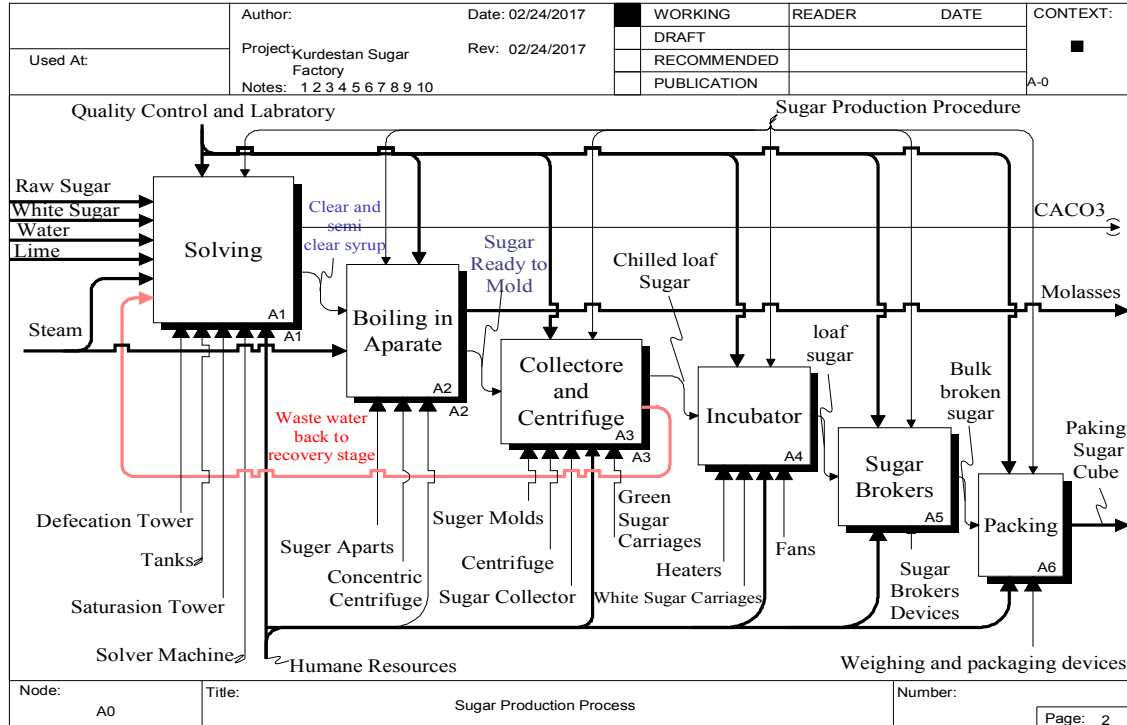 Used At:
Author:
Date: 02/24/2017
Project: Kurdestan Sugar
Factory
Rev: 02/24/2017
Notes: 1 2 3 4 5 6 7 8 9 10
WORKING
DRAFT
RECOMMENDED
PUBLICATION
READER
DATE
CONTEXT:
A-0
Quality Control and Labratory
Sugar Production Procedure
Raw Sugar
White Sugar
Water
Lime
Steam
Solving
A1
A1
Clear and
semi
clear syrup
CACO3
Boiling in
Aparate
A2
A2
Sugar
Ready to
Mold
Molasses
Collectore
and
Centrifuge
A3
A3
Chilled loaf
Sugar
Waste water
back to
recovery stage
Incubator
A4
loaf
sugar
Sugar
Brokers
A5
Bulk
broken
sugar
Packing
A6
Paking
Sugar
Cube
Defecation Tower
Tanks
Saturasion Tower
Solver Machine
Humane Resources
Suger Aparts
Concentric
Centrifuge
Suger Molds
Centrifuge
Sugar Collector
Green
Sugar
Carriages
Heaters
White Sugar Carriages
Fans
Sugar
Brokers
Devices
Weighing and packaging devices
Node:
A0
Title:
Sugar Production Process
Number:
Page: 2